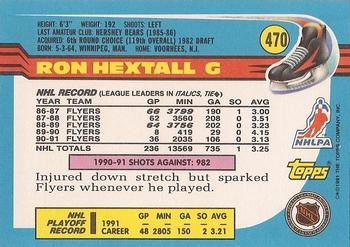 HEIGHT: 6'3" WEIGHT: 192 SHOOTS: LEFT
LAST AMATEUR CLUB: HERSHEY BEARS (1985-86)
ACQUIRED: 6th ROUND CHOICE (119th OVERALL) 1982 DRAFT
BORN: 5-3-64, WINNIPEG, MAN. HOME: VOORHEES, N.J.
470
RON HEXTALL G
NHL RECORD (LEAGUE LEADERS IN ITALICS, TIE♦)
YEAR TEAM GP MIN GA SO AVG
86-87 FLYERS 66 3799 190 1 3.00
87-88 FLYERS 62 3560 208 0 3.51
88-89 FLYERS 64 3756 202 0 3.23
89-90 FLYERS 8 419 29 0 4.15
90-91 FLYERS 36 2035 106 0 3.13
NHL TOTALS 236 13569 735 1 3.25
1990-91 SHOTS AGAINST: 982
Injured down stretch but sparked
Flyers whenever he played.
NHL PLAYOFF RECORD
GP MIN GA SO AVG
1991
CAREER 48 2805 150 2 3.21
NHLPA
TOPPS
NHL